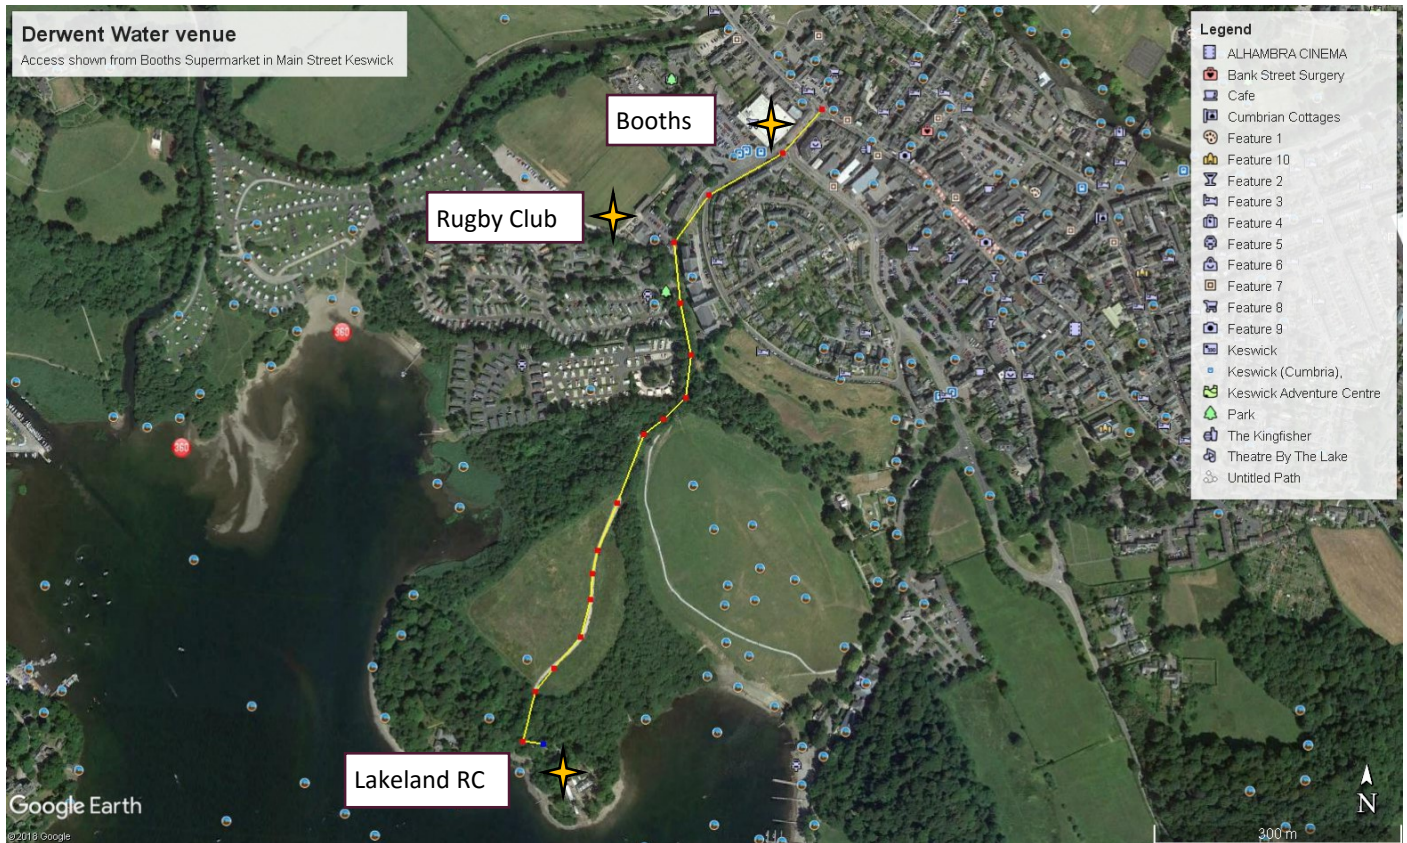 Derwent Water venue
Access shown from Booths Supermarket in Main Street Keswick
Booths
Rugby Club
Lakeland RC
Legend
ALHAMBRA CINEMA
Bank Street Surgery
Cafe
Cumbrian Cottages
Feature 1
Feature 10
Feature 2
Feature 3
Feature 4
Feature 5
Feature 6
Feature 7
Feature 8
Feature 9
Keswick
Keswick (Cumbria),
Keswick Adventure Centre
Park
The Kingfisher
Theatre By The Lake
Untitled Path
360
360
Google Earth
©2018 Google
N
300 m